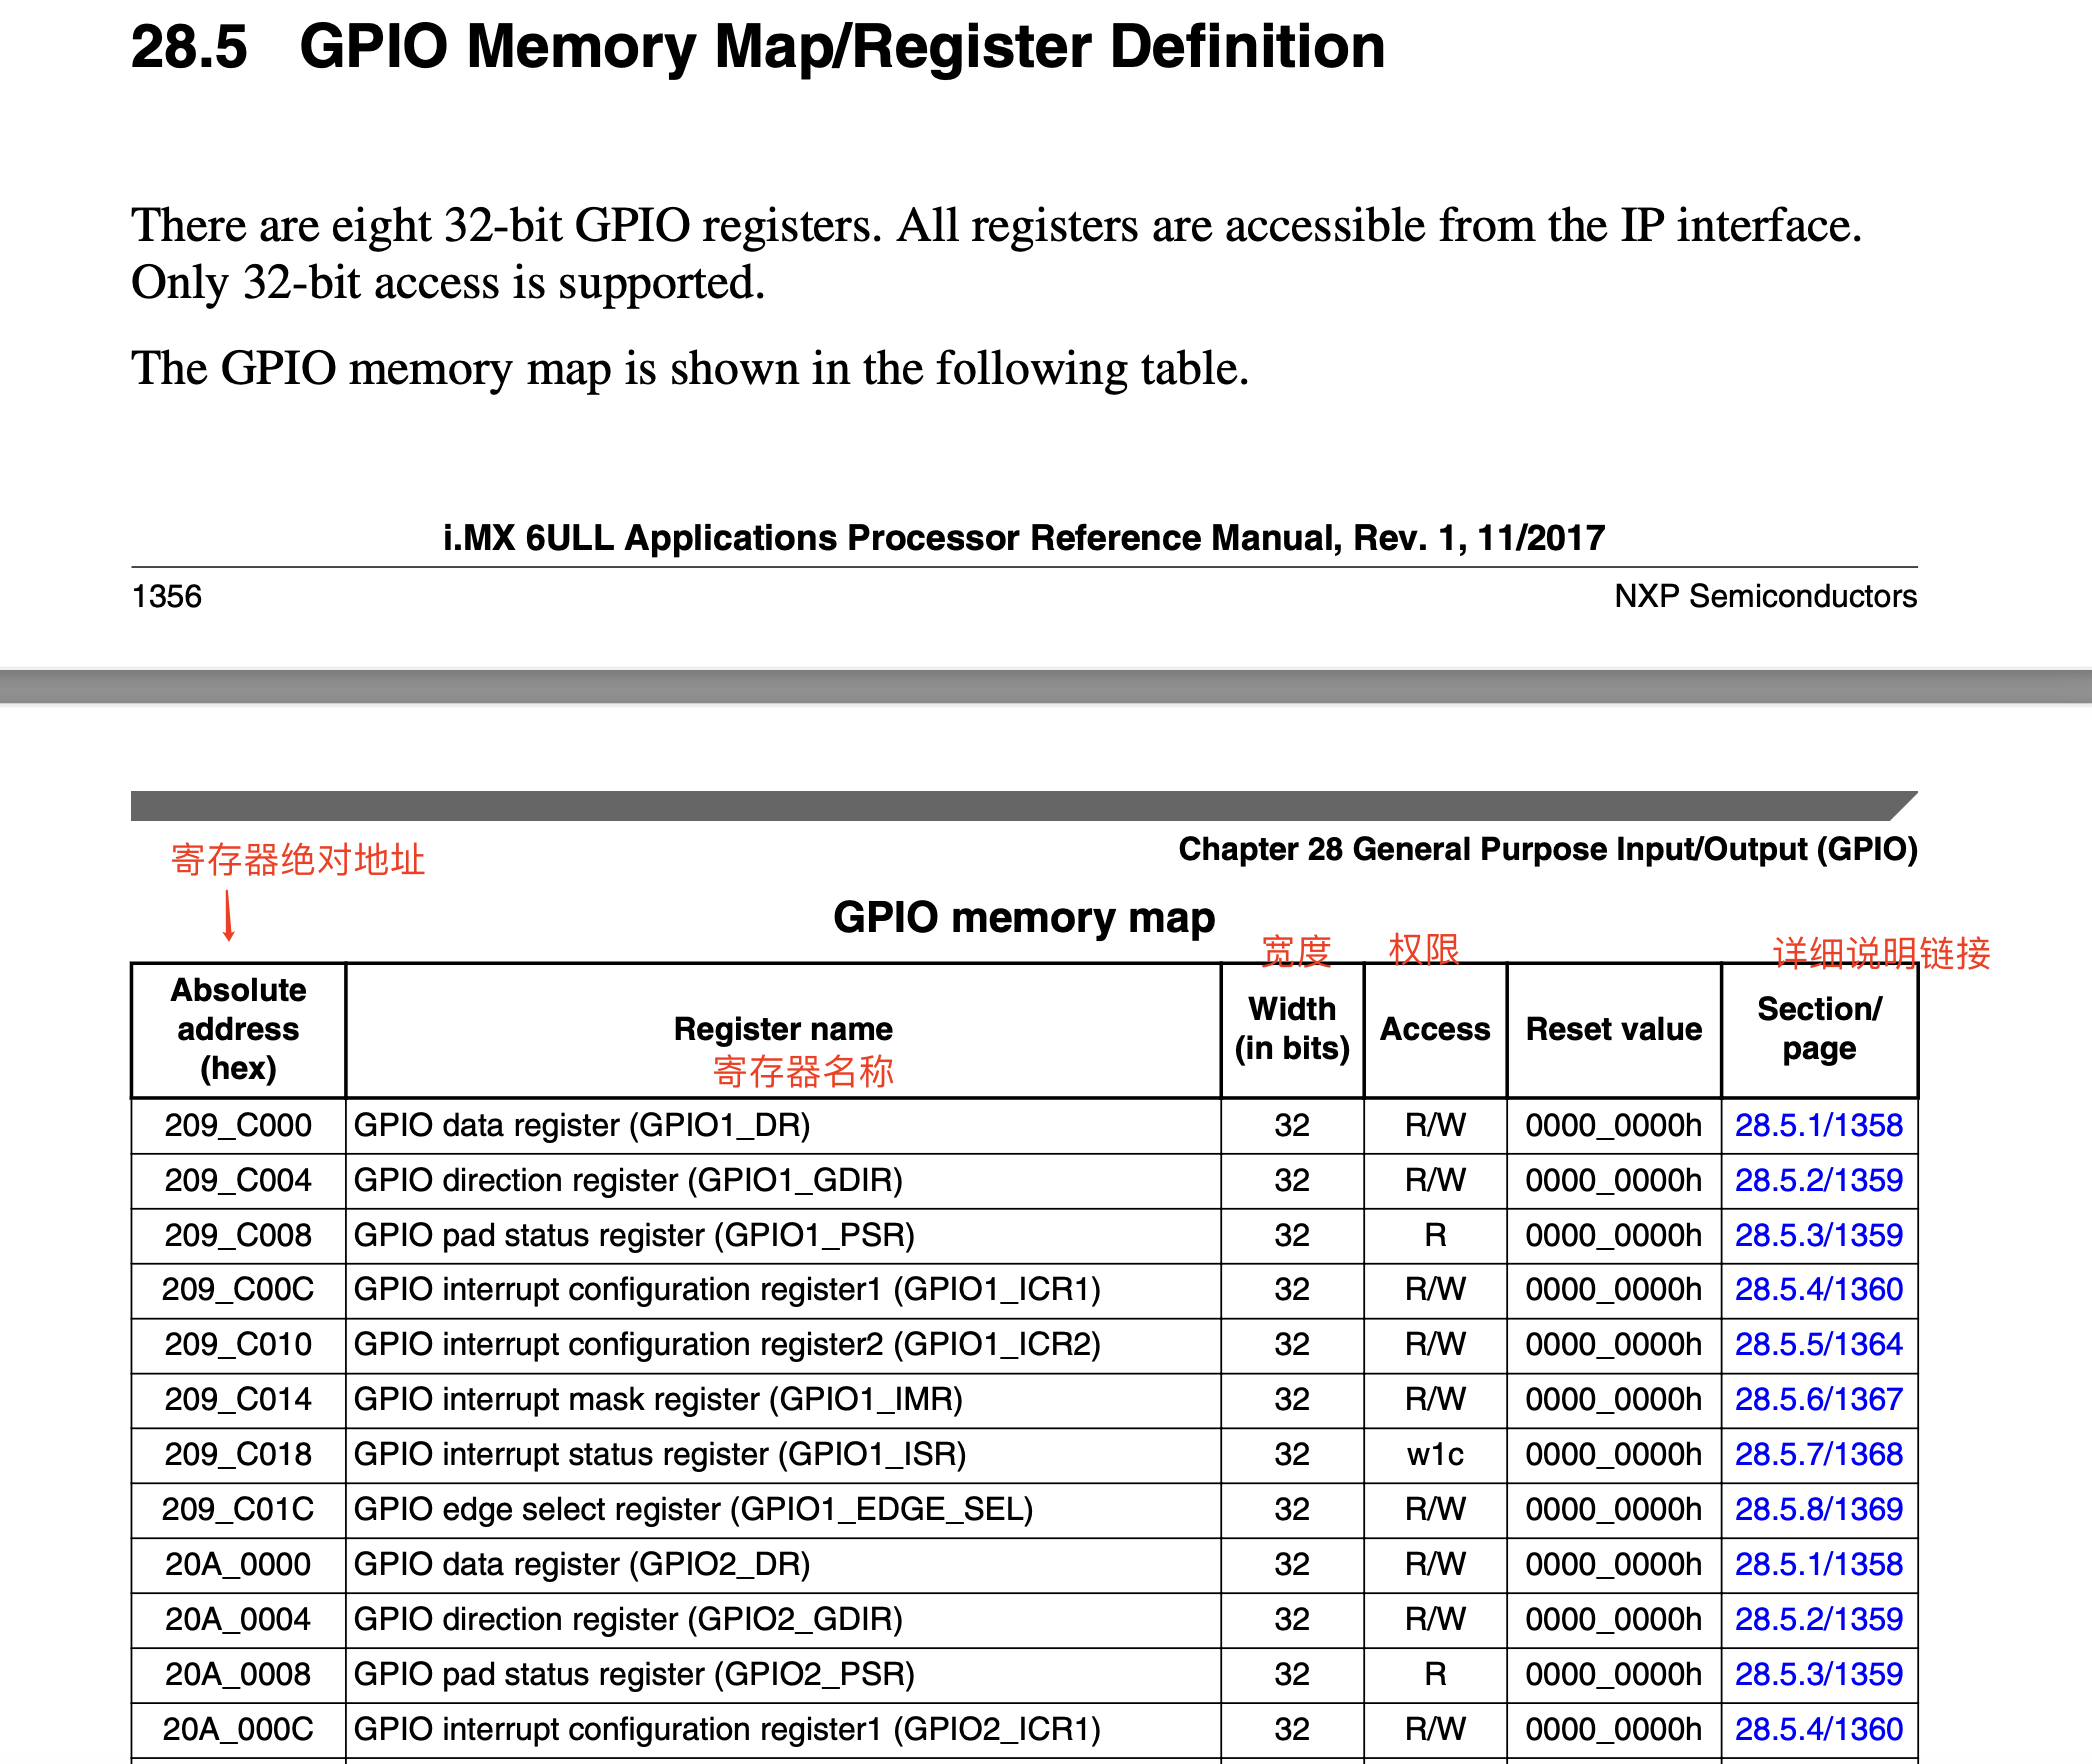 28.5 GPIO Memory Map/Register Definition
There are eight 32-bit GPIO registers. All registers are accessible from the IP interface.
Only 32-bit access is supported.
The GPIO memory map is shown in the following table.
i.MX 6ULL Applications Processor Reference Manual, Rev. 1, 11/2017
1356 NXP Semiconductors
Chapter 28 General Purpose Input/Output (GPIO)
寄存器绝对地址
GPIO memory map
宽度 权限 详细说明链接
Absolute address (hex) Register name Width (in bits) Access Reset value Section/ page
寄存器名称
209_C000 GPIO data register (GPIO1_DR) 32 R/W 0000_0000h 28.5.1/1358
209_C004 GPIO direction register (GPIO1_GDIR) 32 R/W 0000_0000h 28.5.2/1359
209_C008 GPIO pad status register (GPIO1_PSR) 32 R 0000_0000h 28.5.3/1359
209_C00C GPIO interrupt configuration register1 (GPIO1_ICR1) 32 R/W 0000_0000h 28.5.4/1360
209_C010 GPIO interrupt configuration register2 (GPIO1_ICR2) 32 R/W 0000_0000h 28.5.5/1364
209_C014 GPIO interrupt mask register (GPIO1_IMR) 32 R/W 0000_0000h 28.5.6/1367
209_C018 GPIO interrupt status register (GPIO1_ISR) 32 w1c 0000_0000h 28.5.7/1368
209_C01C GPIO edge select register (GPIO1_EDGE_SEL) 32 R/W 0000_0000h 28.5.8/1369
20A_0000 GPIO data register (GPIO2_DR) 32 R/W 0000_0000h 28.5.1/1358
20A_0004 GPIO direction register (GPIO2_GDIR) 32 R/W 0000_0000h 28.5.2/1359
20A_0008 GPIO pad status register (GPIO2_PSR) 32 R 0000_0000h 28.5.3/1359
20A_000C GPIO interrupt configuration register1 (GPIO2_ICR1) 32 R/W 0000_0000h 28.5.4/1360